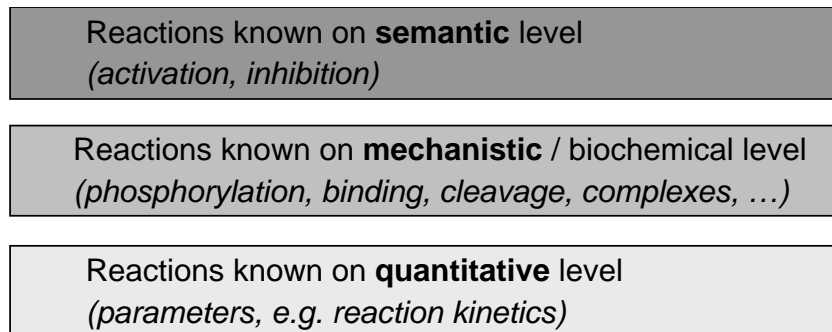 Reactions known on semantic level
(activation, inhibition)
Reactions known on mechanistic / biochemical level
(phosphorylation, binding, cleavage, complexes, …)
Reactions known on quantitative level
(parameters, e.g. reaction kinetics)